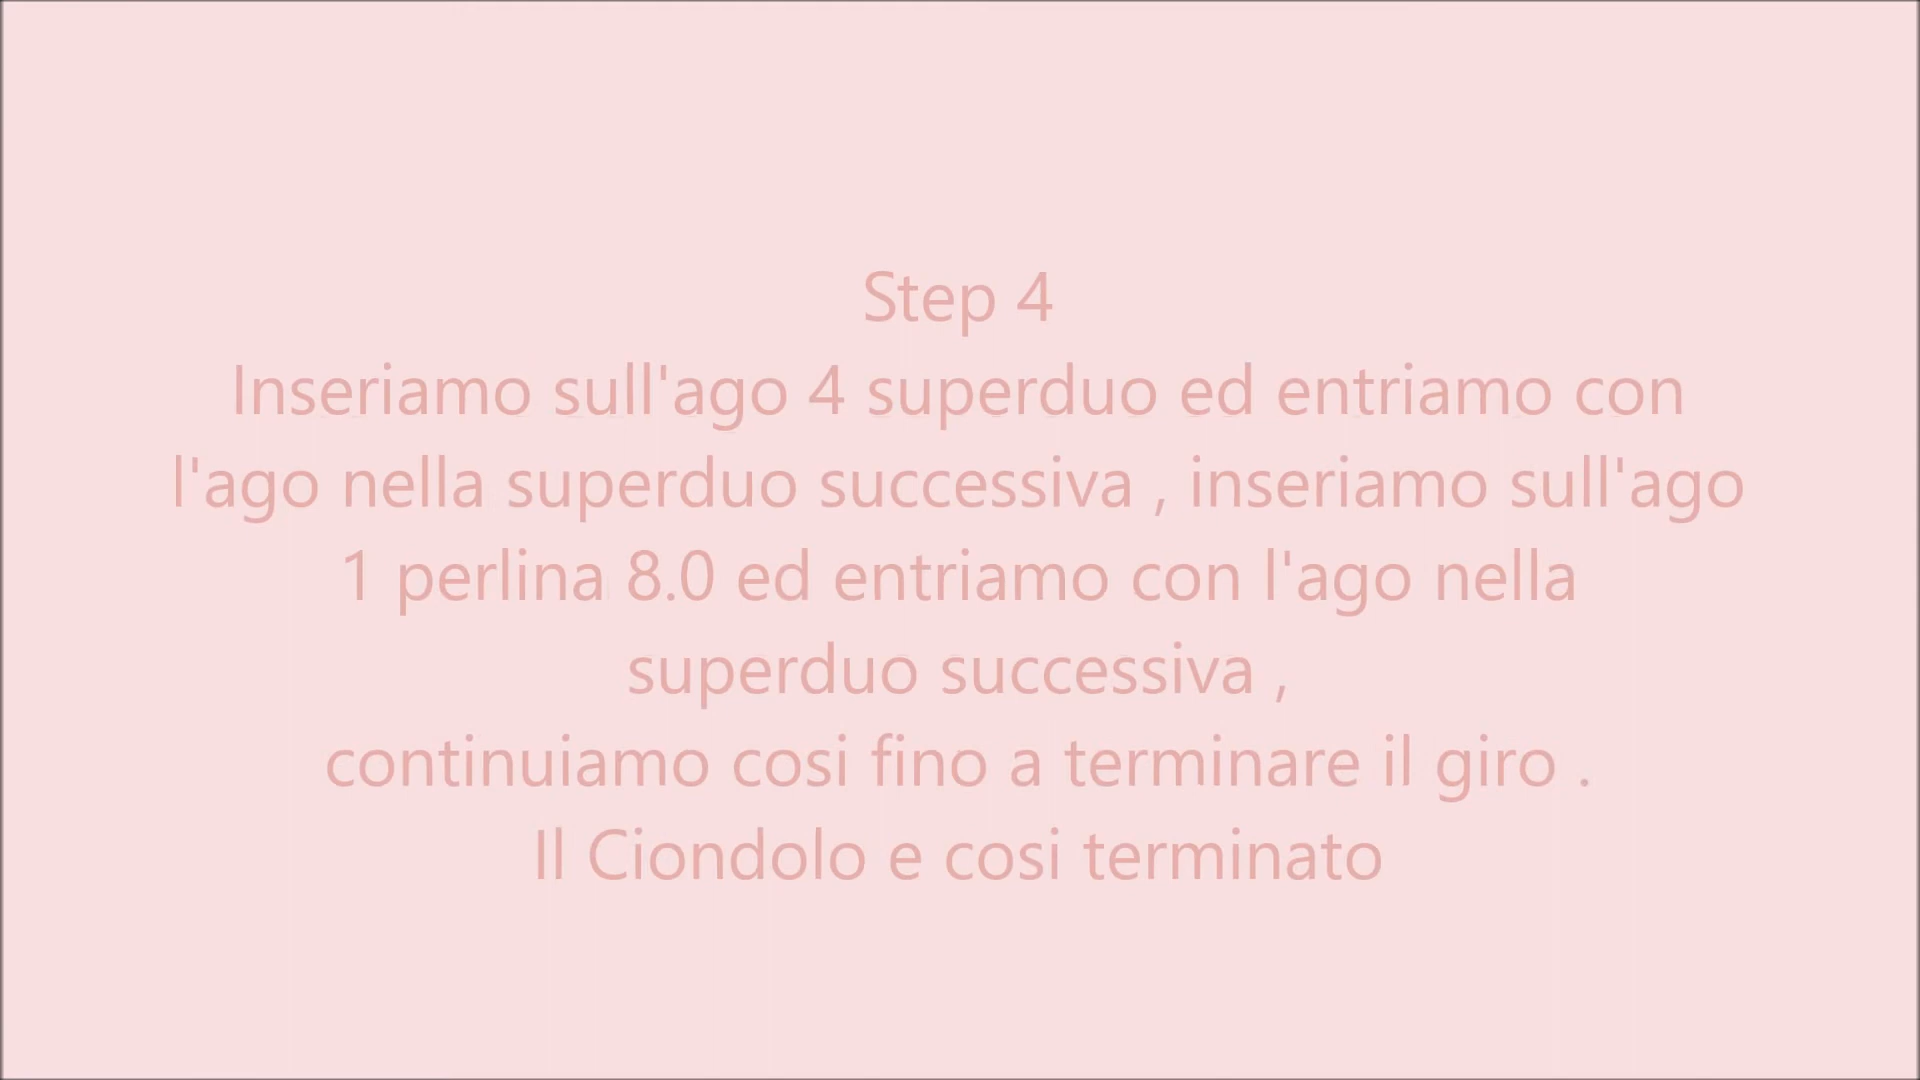 Step 4
Inseriamo sull'ago 4 superduo ed entriamo con
l'ago nella superduo successiva , inseriamo sull'ago
1 perlina 8.0 ed entriamo con l'ago nella
superduo successiva ,
continuiamo cosi fino a terminare il giro .
Il Ciondolo e cosi terminato